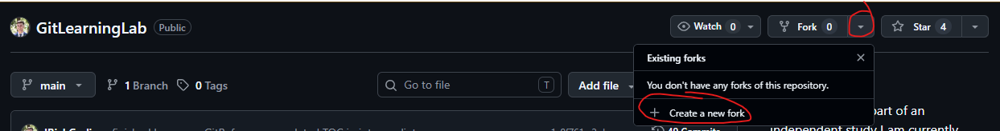 GitLearningLab Public Watch 0 Fork 0 Star 4
Existing forks
main 1 Branch 0 Tags Go to file T Add file You don't have any forks of this repository.
Create a new fork art of an
49 Commits independent study I am currently